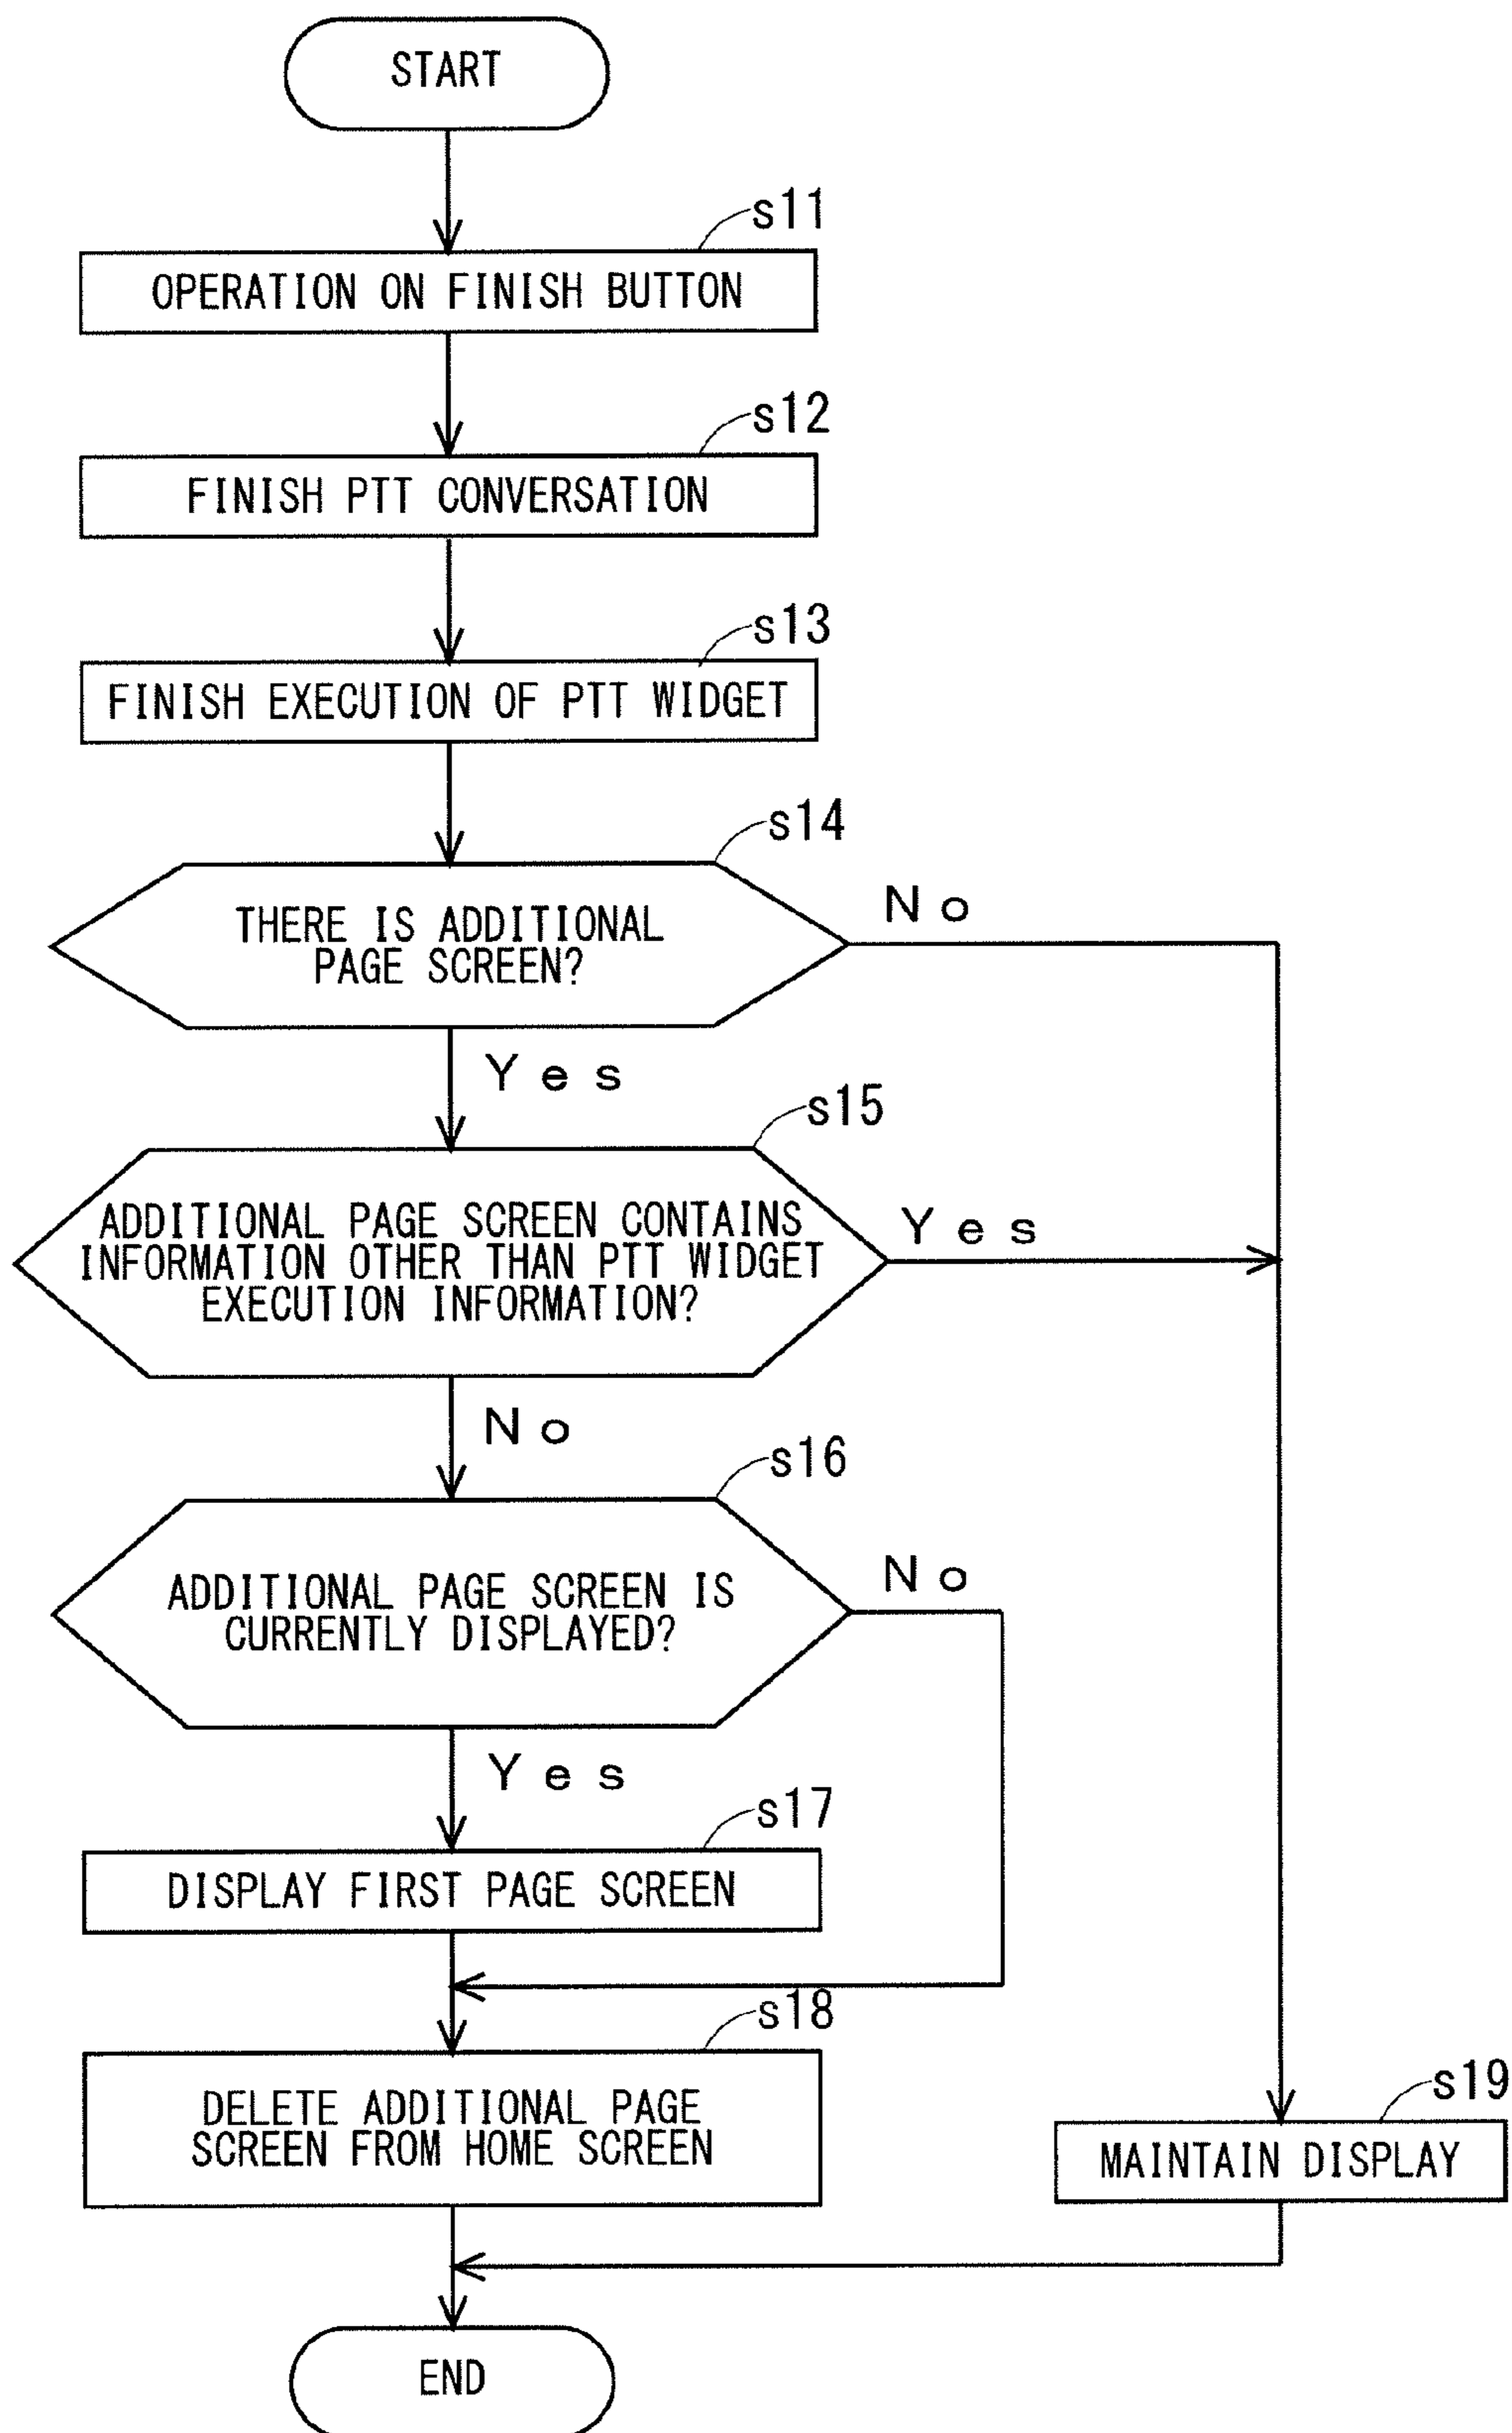 START
s11
OPERATION ON FINISH BUTTON
s12
FINISH PTT CONVERSATION
s13
FINISH EXECUTION OF PTT WIDGET
s14
THERE IS ADDITIONAL
PAGE SCREEN?
No
Yes
s15
ADDITIONAL PAGE SCREEN CONTAINS
INFORMATION OTHER THAN PTT WIDGET
EXECUTION INFORMATION?
Yes
No
s16
ADDITIONAL PAGE SCREEN IS
CURRENTLY DISPLAYED?
No
Yes
s17
DISPLAY FIRST PAGE SCREEN
s18
DELETE ADDITIONAL PAGE
SCREEN FROM HOME SCREEN
s19
MAINTAIN DISPLAY
END